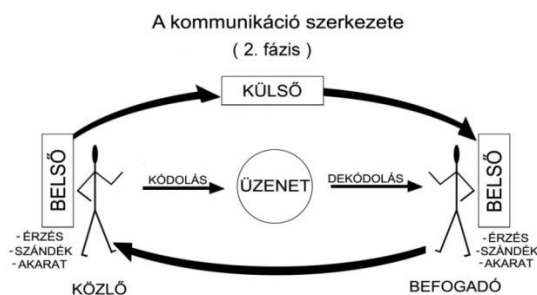 A kommunikáció szerkezete
( 2. fázis )
KÜLSŐ
BELSŐ
KÓDOLÁS
ÜZENET
DEKÓDOLÁS
BELSŐ
-ÉRZÉS
-SZÁNDÉK
-AKARAT
-ÉRZÉS
-SZÁNDÉK
-AKARAT
KÖZLŐ
BEFOGADÓ